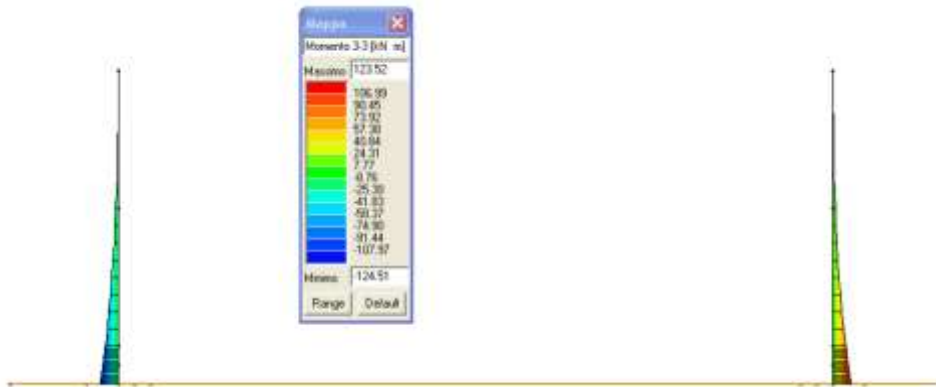 Mappa
Momento 3-3 [kN m]
Massimo 123.52
106.99
90.45
73.92
57.38
40.84
24.31
7.77
-8.76
-25.30
-41.83
-58.37
-74.90
-91.44
-107.97
Minimo -124.51
Range Default